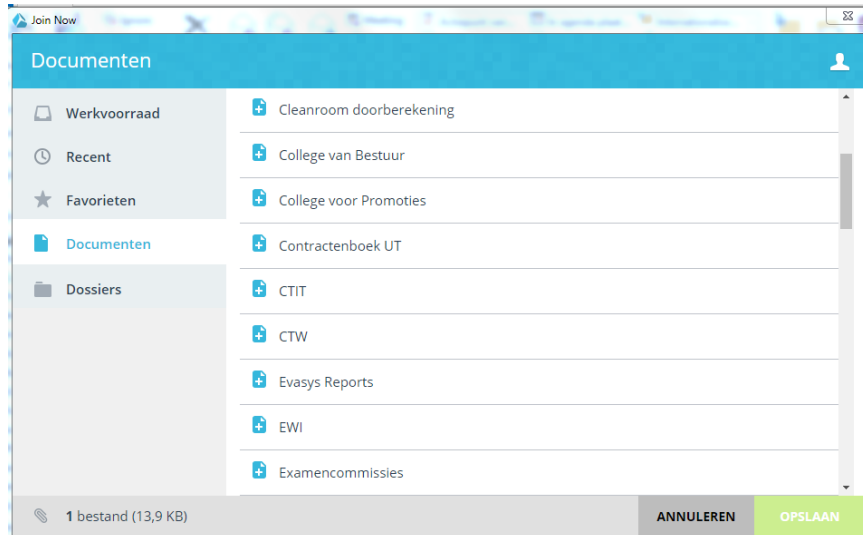 Join Now
Documenten
Werkvoorraad
Recent
Favorieten
Documenten
Dossiers
Cleanroom doorberekening
College van Bestuur
College voor Promoties
Contractenboek UT
CTIT
CTW
Evasys Reports
EWI
Examencommissies
1 bestand (13,9 KB)
ANNULEREN
OPSLAAN